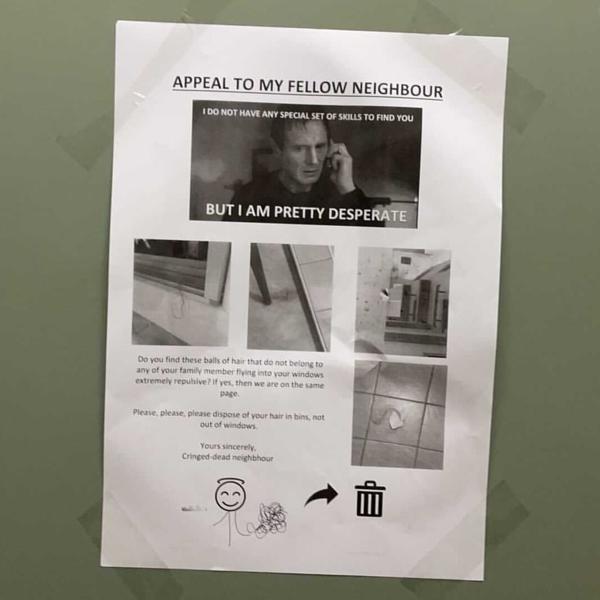 APPEAL TO MY FELLOW NEIGHBOUR
I DO NOT HAVE ANY SPECIAL SET OF SKILLS TO FIND YOU
BUT I AM PRETTY DESPERATE
Do you find these balls of hair that do not belong to
any of your family member flying into your windows
extremely repulsive? If yes, then we are on the same
page.
Please, please, please dispose of your hair in bins, not
out of windows.
Yours sincerely,
Cringed-dead neighbhour